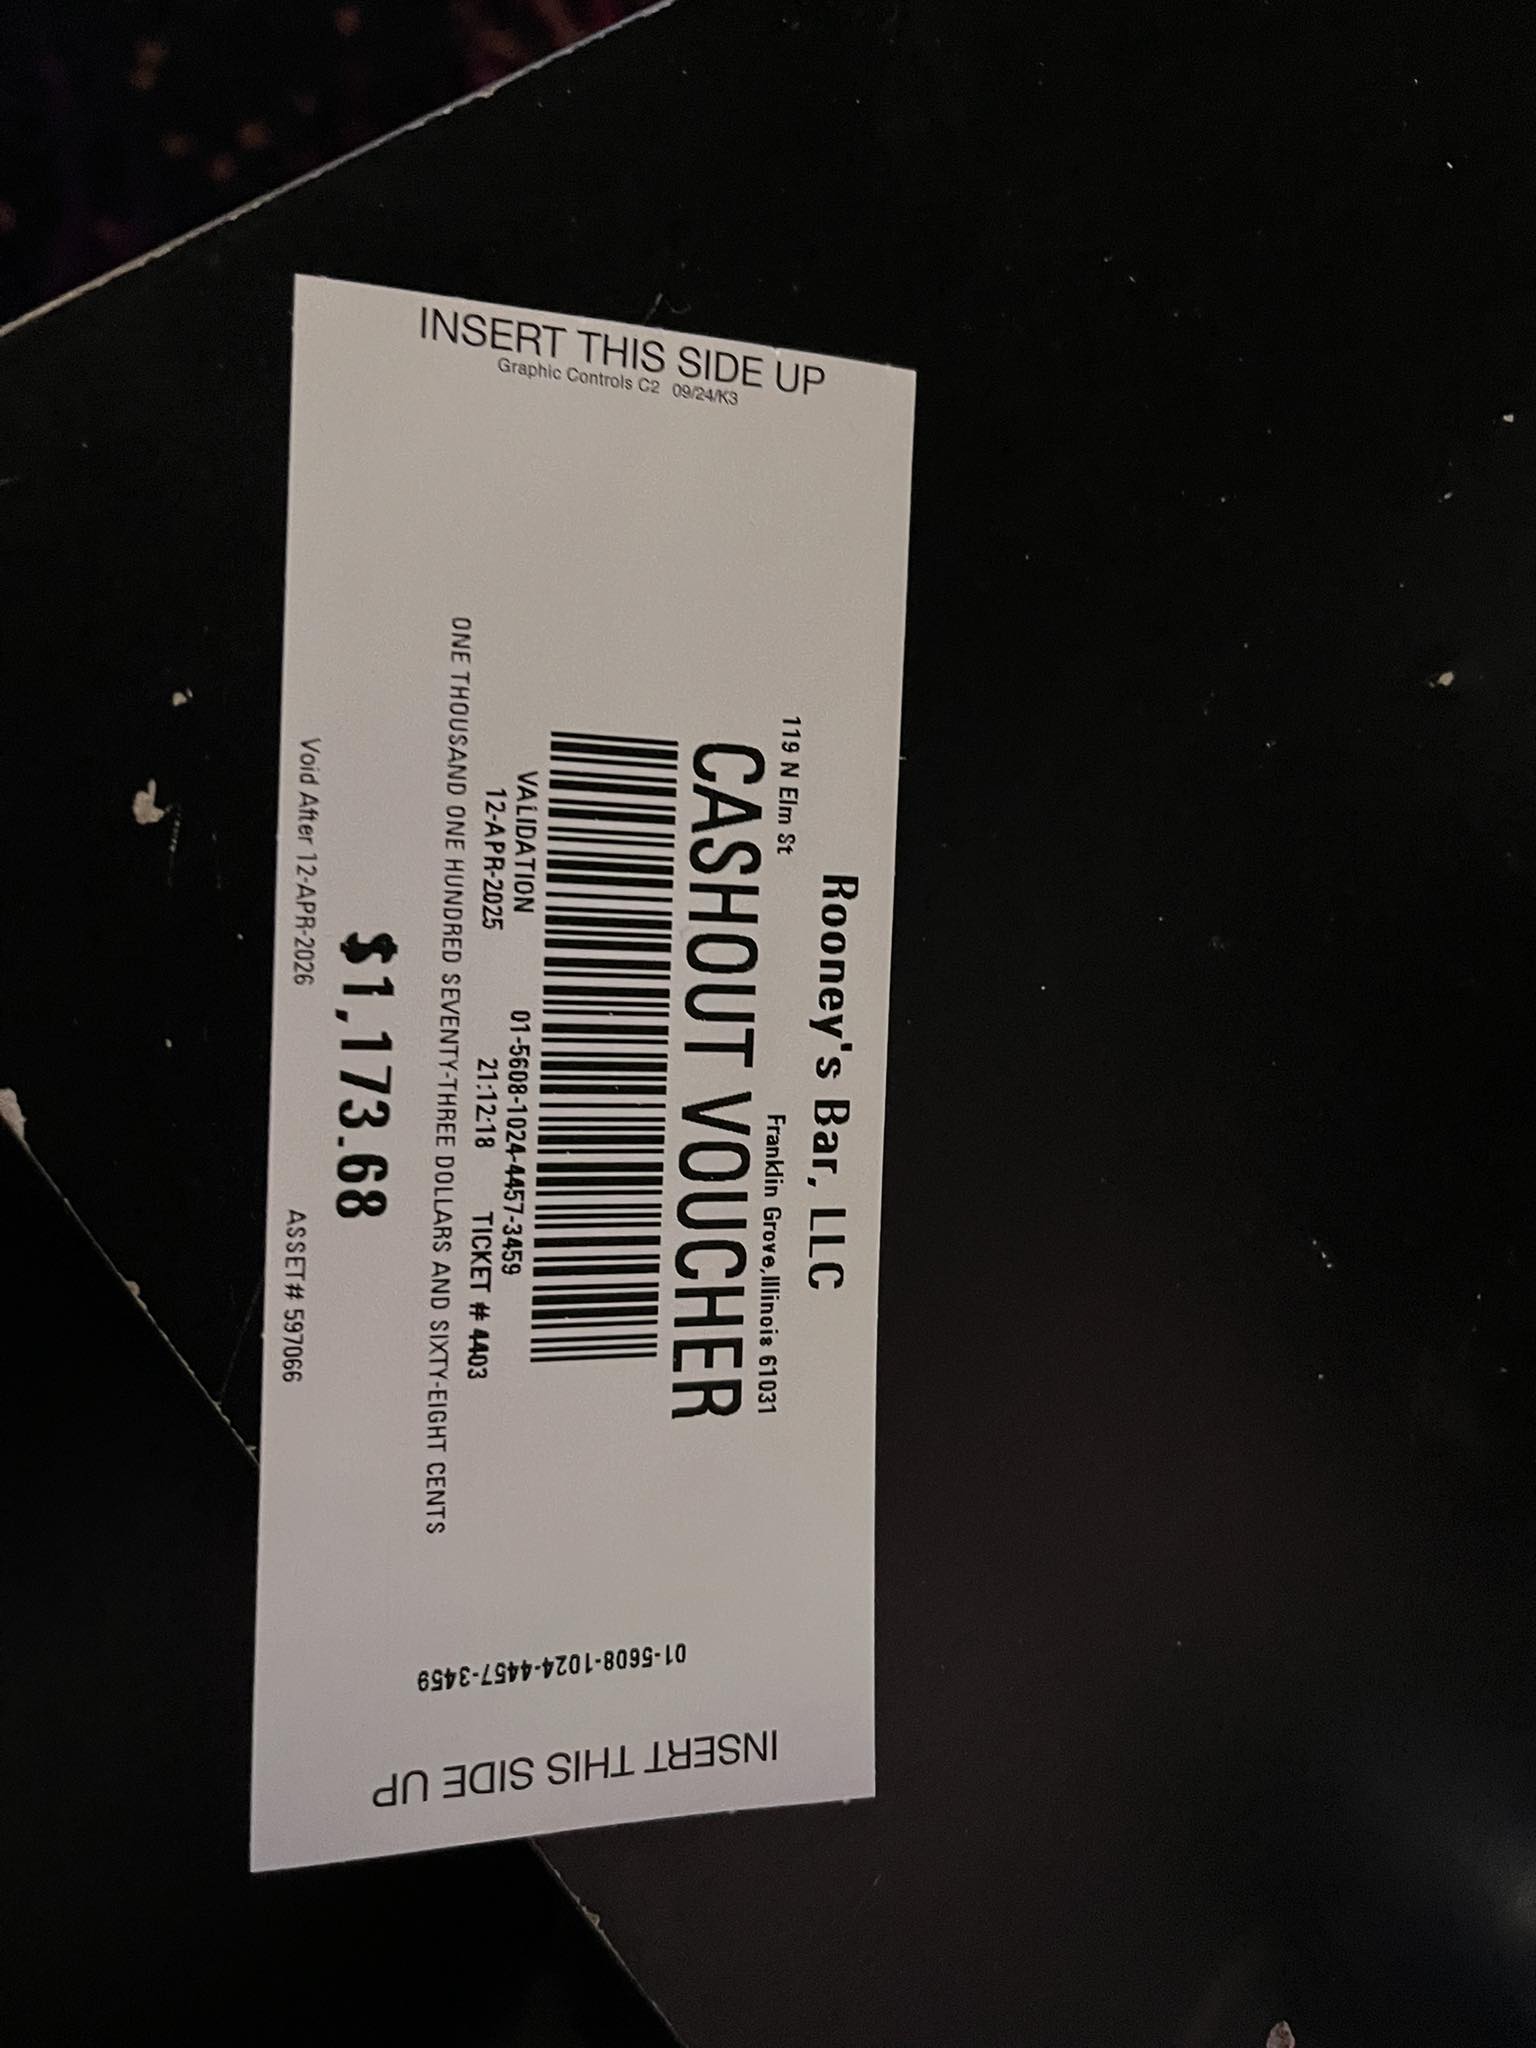 INSERT THIS SIDE UP
Graphic Controls C2 09/24/K3
Rooney's Bar, LLC
119 N Elm St Franklin Grove, Illinois 61031
CASHOUT VOUCHER
VALIDATION 01-5608-1024-4457-3459
12-APR-2025 21:12:18 TICKET # 4403
ONE THOUSAND ONE HUNDRED SEVENTY-THREE DOLLARS AND SIXTY-EIGHT CENTS
$1,173.68
Void After 12-APR-2026 ASSET# 597066
01-5608-1024-4457-3459
INSERT THIS SIDE UP